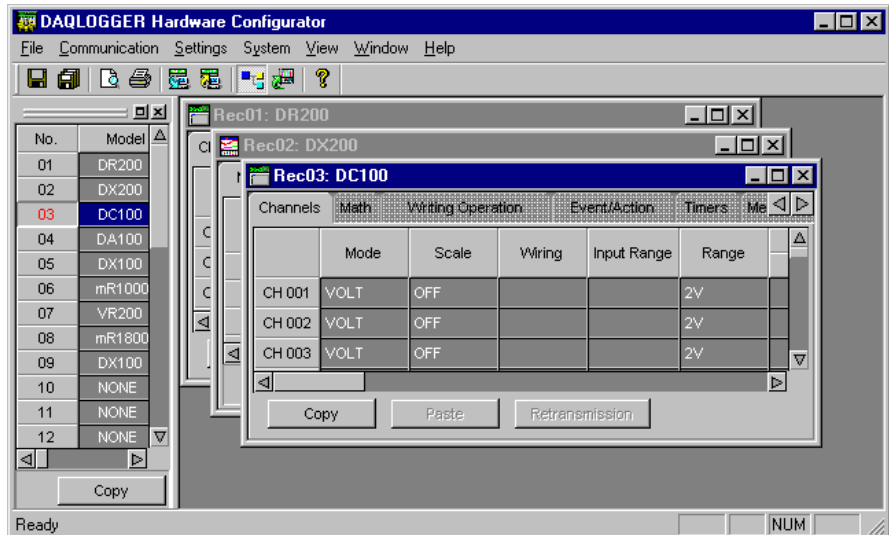 DAQLOGGER Hardware Configurator
File Communication Settings System View Window Help
No. Model
01 DR200
02 DX200
03 DC100
04 DA100
05 DX100
06 mR1000
07 VR200
08 mR1800
09 DX100
10 NONE
11 NONE
12 NONE
Copy
Rec01: DR200
Rec02: DX200
Rec03: DC100
Channels Math Writing Operation Event/Action Timers Me
Mode Scale Wiring Input Range Range
CH 001 VOLT OFF 2V
CH 002 VOLT OFF 2V
CH 003 VOLT OFF 2V
Copy Paste Retransmission
Ready NUM